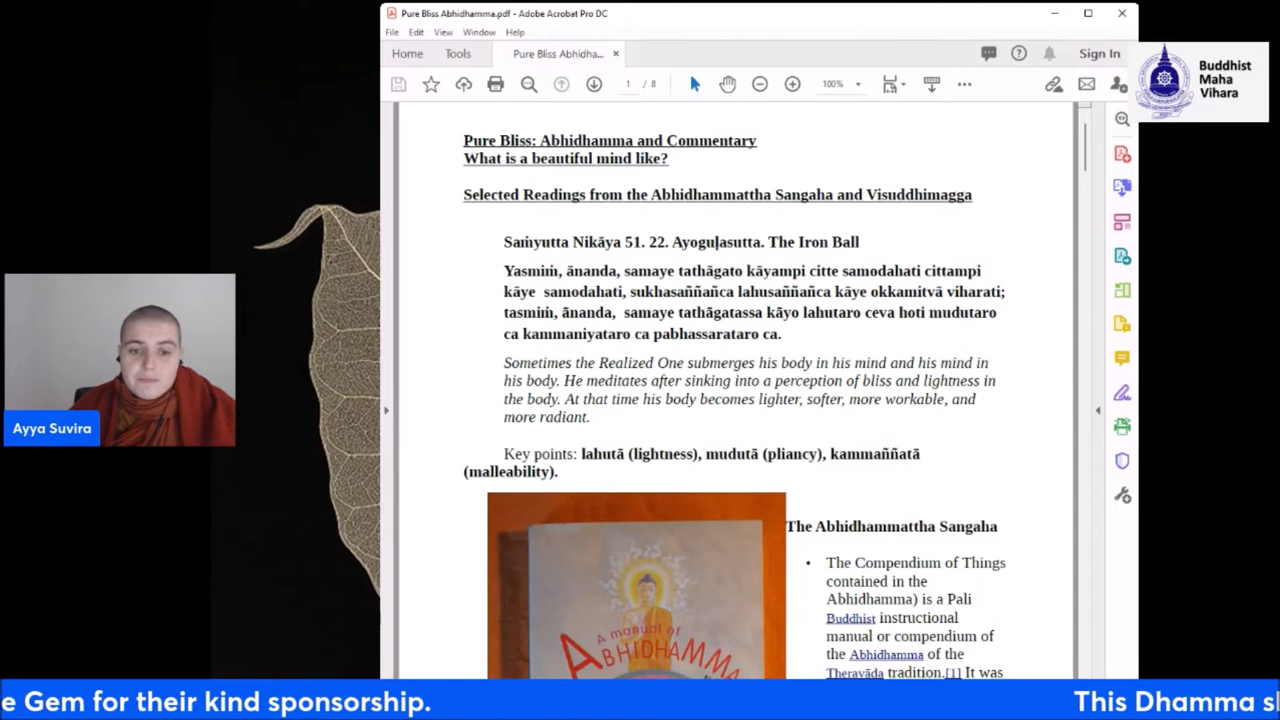 Pure Bliss Abhidhamma.pdf - Adobe Acrobat Pro DC
File Edit View Window Help
Home Tools Pure Bliss Abhidha... × Sign In
1 / 8 100%
Buddhist
Maha
Vihara
Pure Bliss: Abhidhamma and Commentary
What is a beautiful mind like?
Selected Readings from the Abhidhammattha Sangaha and Visuddhimagga
Saṁyutta Nikāya 51. 22. Ayoguḷasutta. The Iron Ball
Yasmiṁ, ānanda, samaye tathāgato kāyampi citte samodahati cittampi
kāye samodahati, sukhasaññañca lahusaññañca kāye okkamitvā viharati;
tasmiṁ, ānanda, samaye tathāgatassa kāyo lahutaro ceva hoti mudutaro
ca kammaniyataro ca pabhassarataro ca.
Sometimes the Realized One submerges his body in his mind and his mind in
his body. He meditates after sinking into a perception of bliss and lightness in
the body. At that time his body becomes lighter, softer, more workable, and
more radiant.
Key points: lahutā (lightness), mudutā (pliancy), kammaññatā
(malleability).
The Abhidhammattha Sangaha
• The Compendium of Things
contained in the
Abhidhamma) is a Pali
Buddhist instructional
manual or compendium of
the Abhidhamma of the
Theravāda tradition.[1] It was
A manual of
ABHIDHAMMA
Ayya Suvira
e Gem for their kind sponsorship.
This Dhamma s